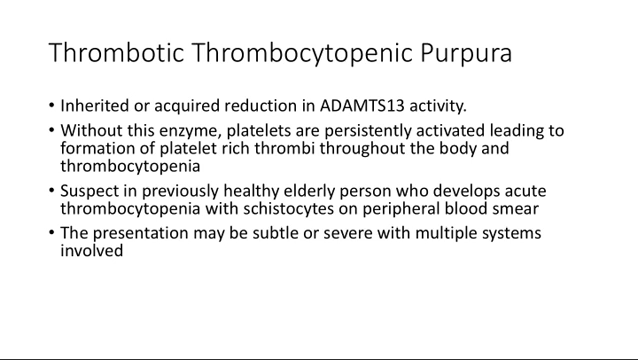 Thrombotic Thrombocytopenic Purpura
• Inherited or acquired reduction in ADAMTS13 activity.
• Without this enzyme, platelets are persistently activated leading to
formation of platelet rich thrombi throughout the body and
thrombocytopenia
• Suspect in previously healthy elderly person who develops acute
thrombocytopenia with schistocytes on peripheral blood smear
• The presentation may be subtle or severe with multiple systems
involved